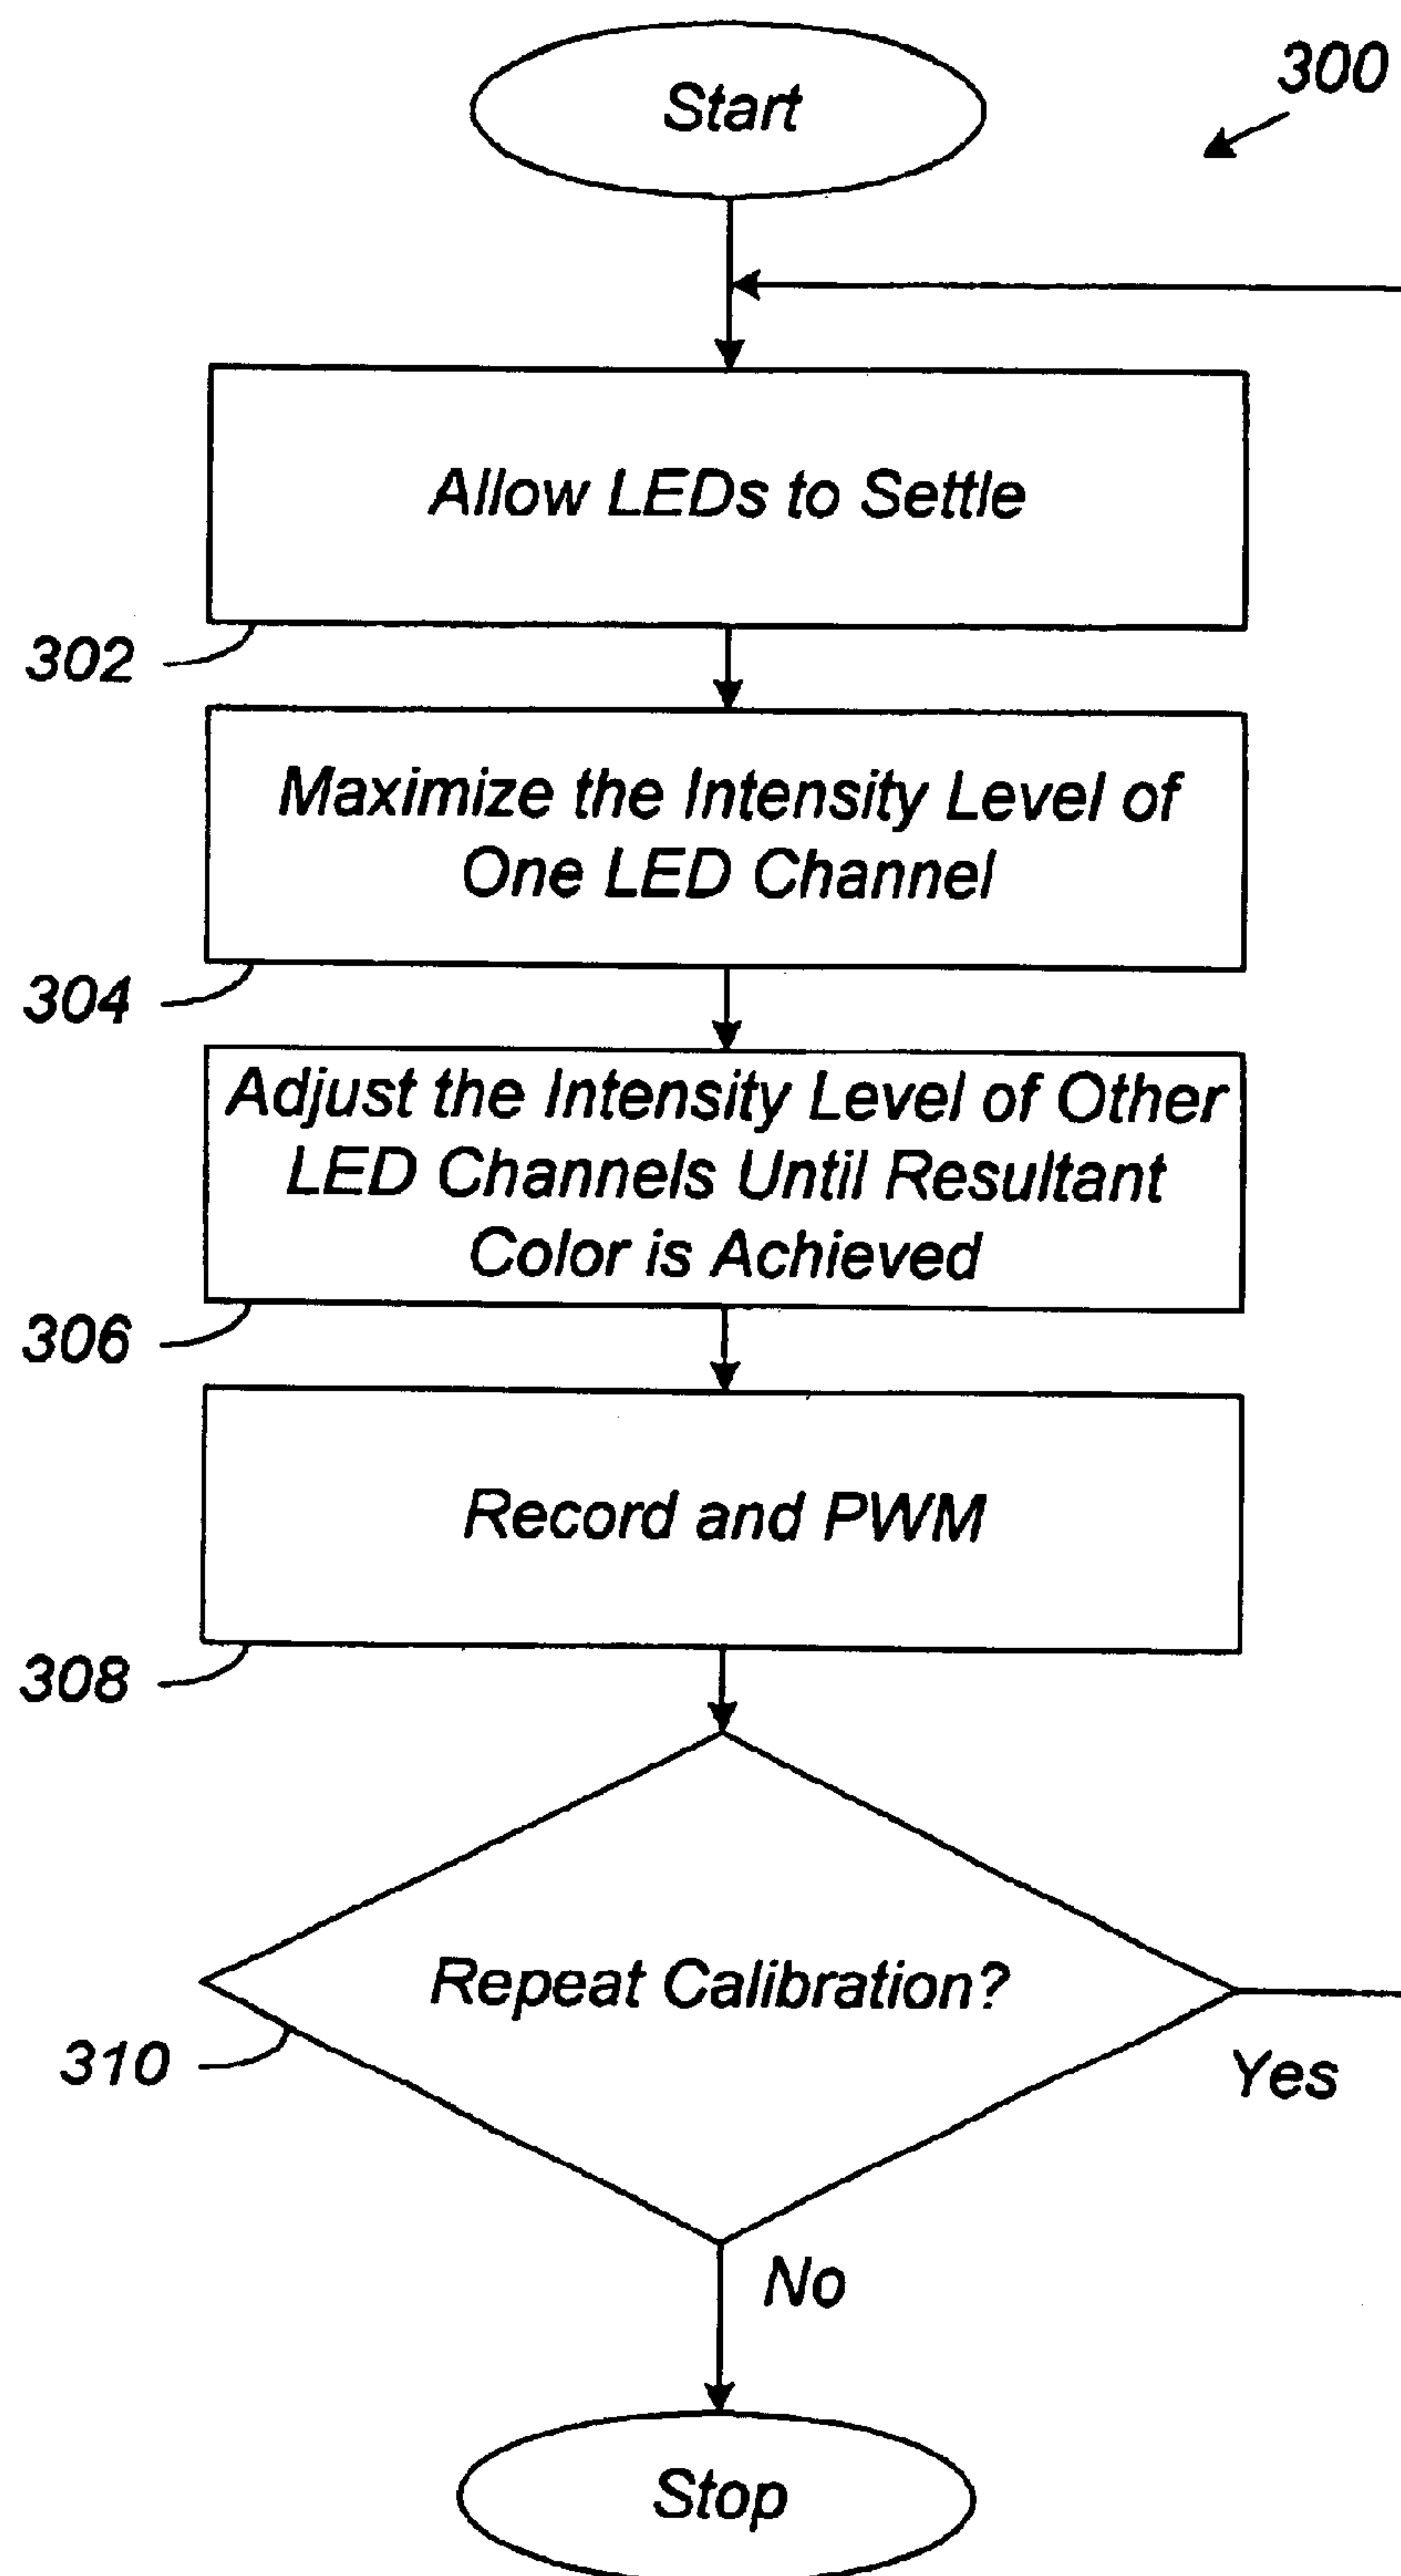 Start
300
Allow LEDs to Settle
302
Maximize the Intensity Level of
One LED Channel
304
Adjust the Intensity Level of Other
LED Channels Until Resultant
Color is Achieved
306
Record and PWM
308
Repeat Calibration?
310
Yes
No
Stop